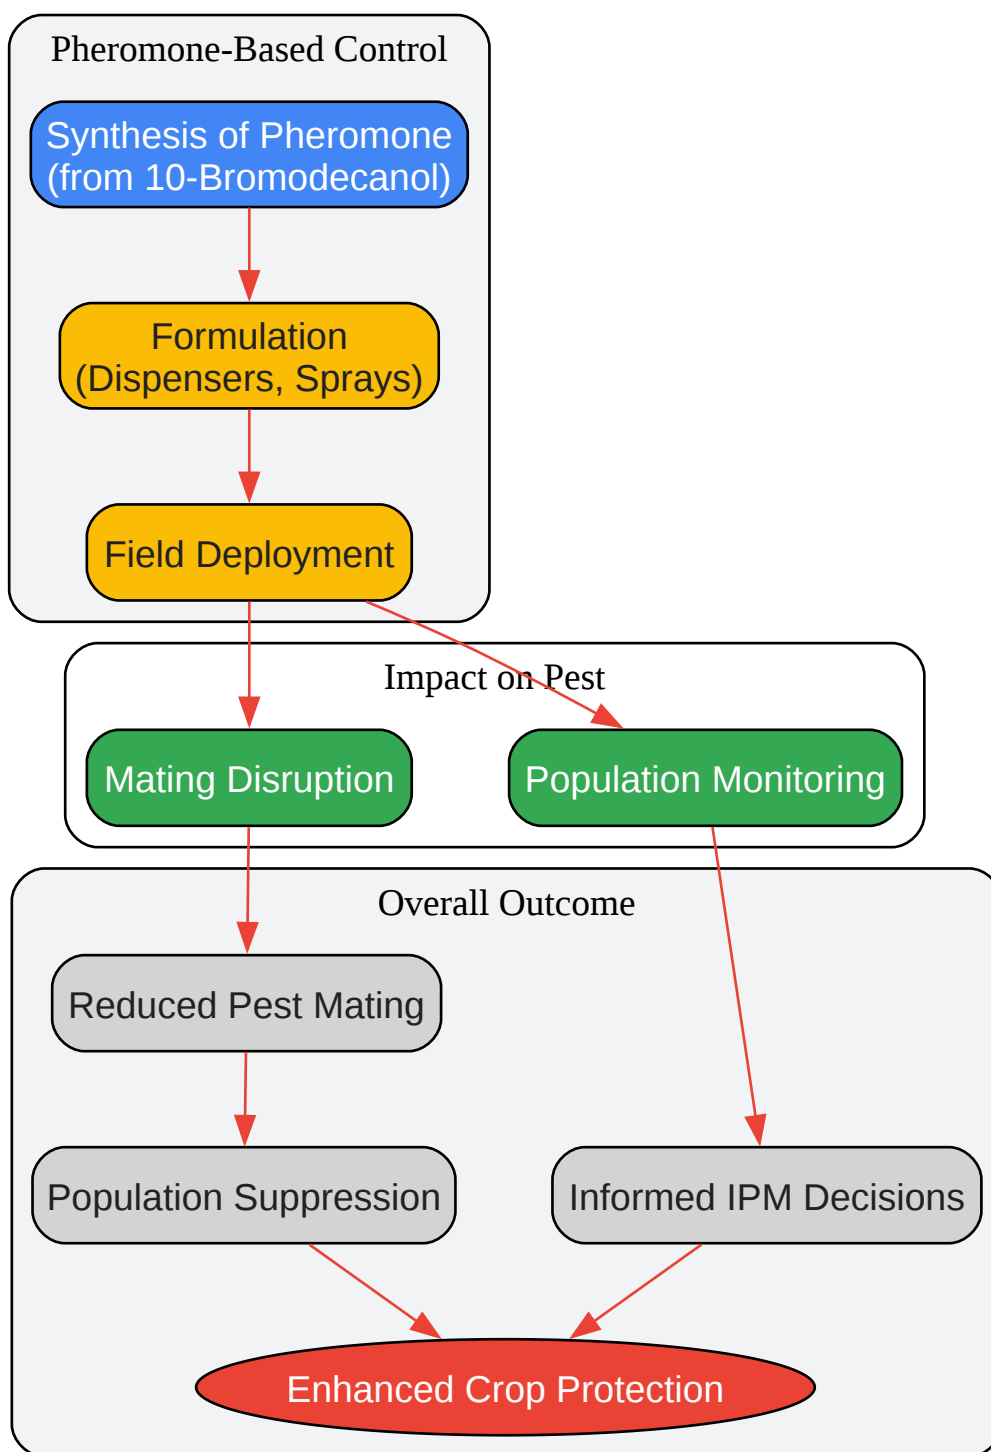 Pheromone-Based Control
Synthesis of Pheromone
(from 10-Bromodecanol)
Formulation
(Dispensers, Sprays)
Field Deployment
Impact on Pest
Mating Disruption
Population Monitoring
Overall Outcome
Reduced Pest Mating
Population Suppression
Informed IPM Decisions
Enhanced Crop Protection